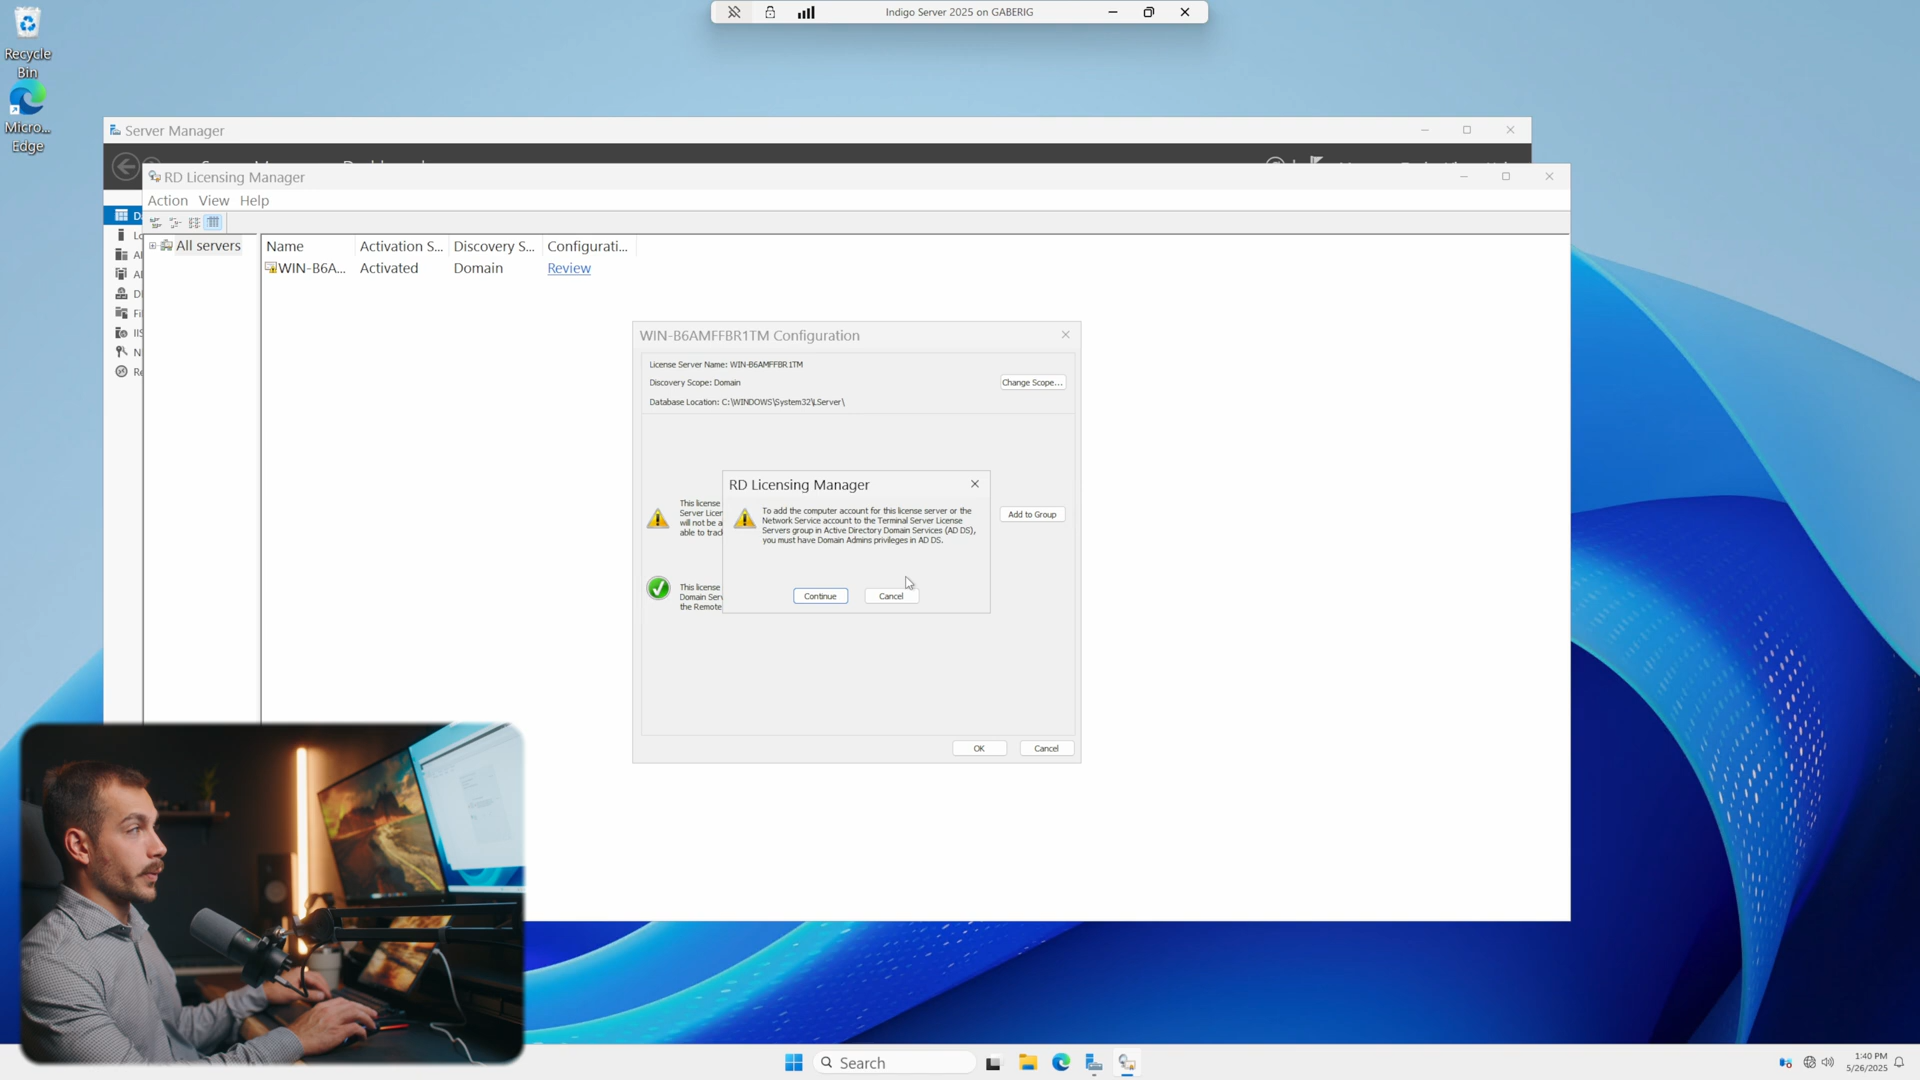 Indigo Server 2025 on GABERIG
Recycle
Bin
Micro...
Edge
Server Manager
RD Licensing Manager
Action View Help
All servers
Name Activation S... Discovery S... Configurati...
WIN-B6A... Activated Domain Review
WIN-B6AMFFBR1TM Configuration
License Server Name: WIN-B6AMFFBR1TM
Discovery Scope: Domain
Change Scope...
Database Location: C:\WINDOWS\System32\LServer\
This license
Server Licen
will not be a
able to track
Add to Group
RD Licensing Manager
To add the computer account for this license server or the
Network Service account to the Terminal Server License
Servers group in Active Directory Domain Services (AD DS),
you must have Domain Admins privileges in AD DS.
Continue Cancel
This license
Domain Serv
the Remote
OK Cancel
Search
1:40 PM
5/26/2025